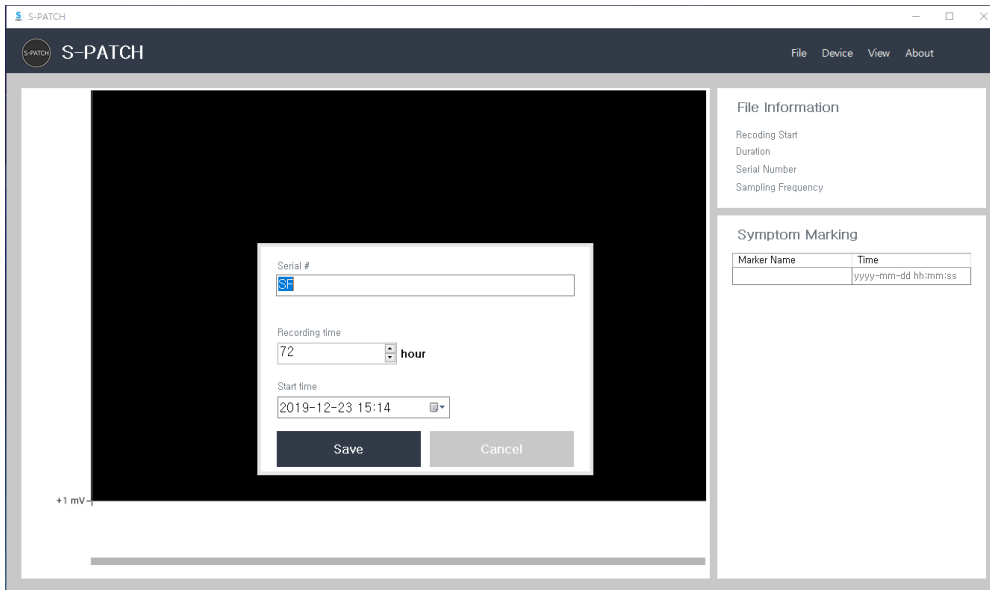 S S-PATCH
S-PATCH S-PATCH File Device View About
File Information
Recoding Start
Duration
Serial Number
Sampling Frequency
Symptom Marking
Marker Name Time
yyyy-mm-dd hh:mm:ss
Serial #
SF
Recording time
72 hour
Start time
2019-12-23 15:14
Save Cancel
+1 mV